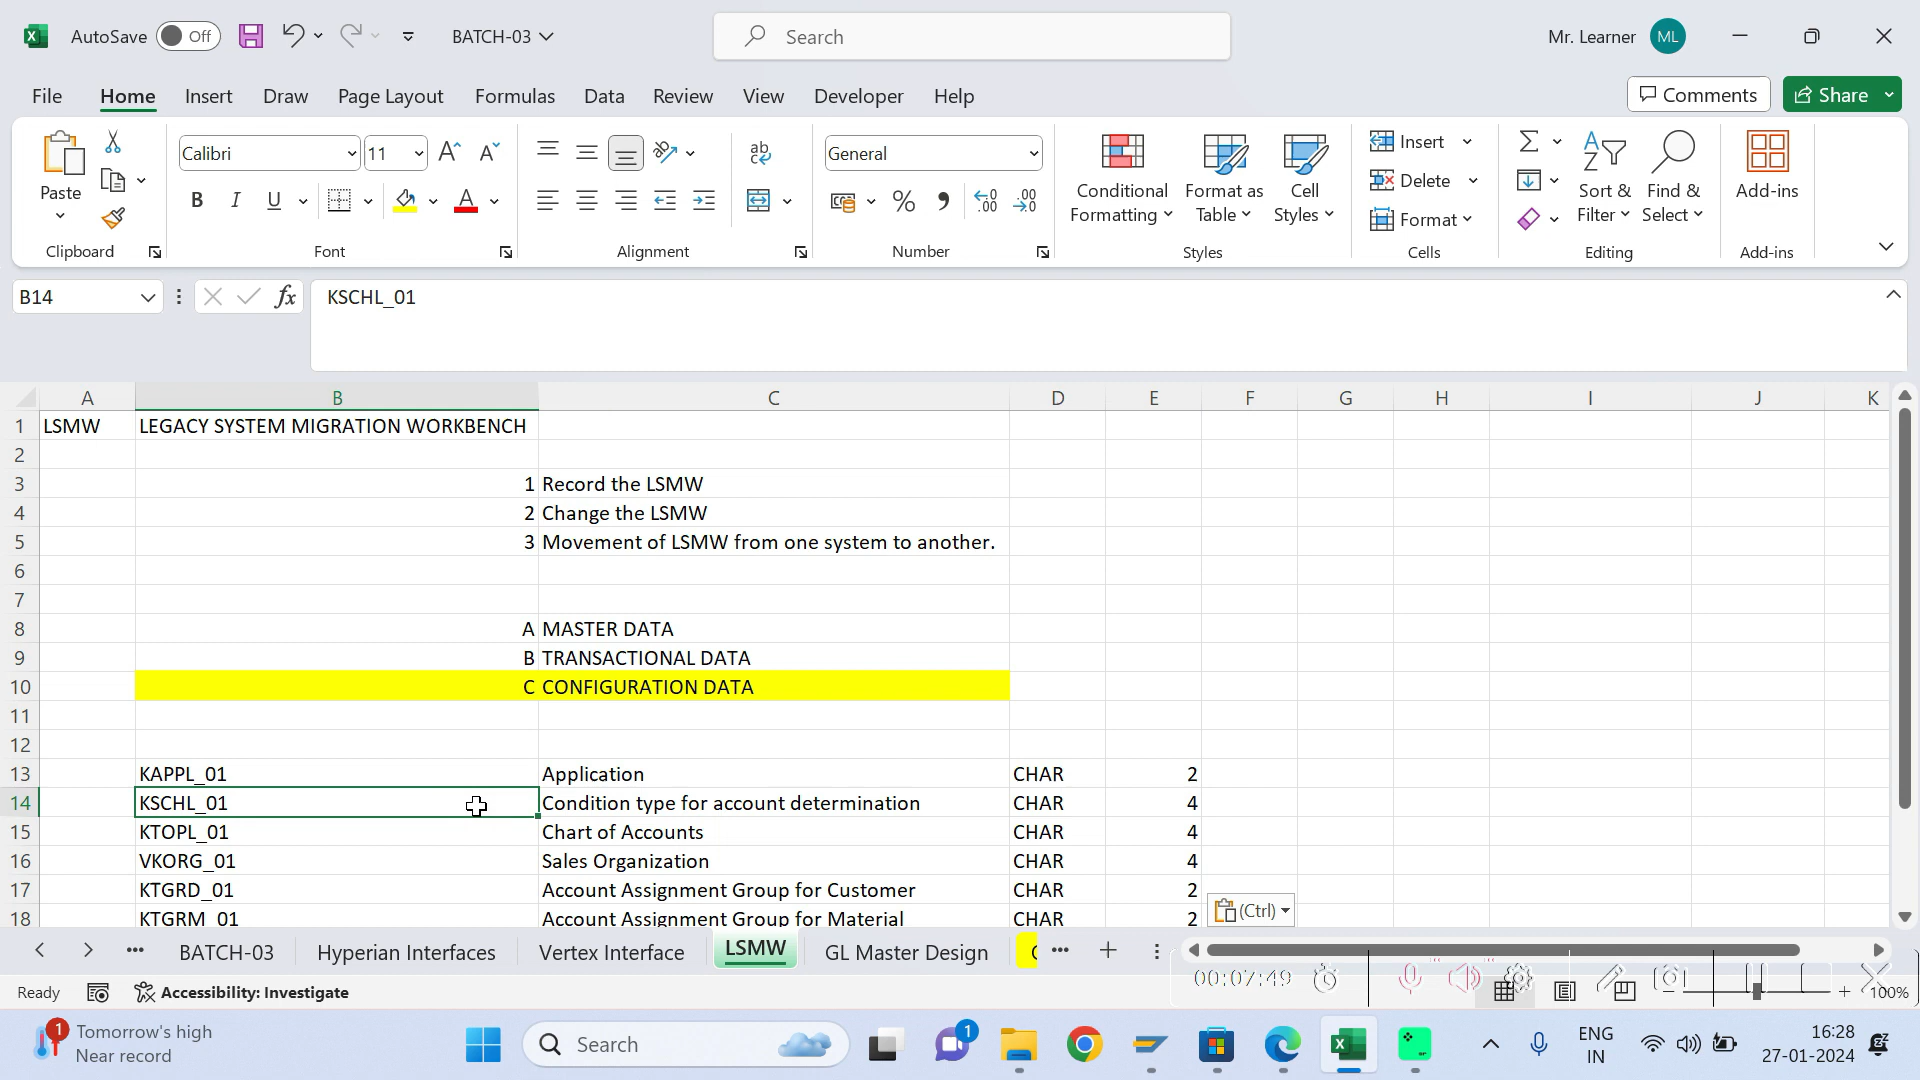 AutoSave Off BATCH-03 Search Mr. Learner ML
File Home Insert Draw Page Layout Formulas Data Review View Developer Help Comments Share
Paste Calibri 11 General Conditional Formatting Format as Table Cell Styles Insert Delete Format Sort & Filter Find & Select Add-ins
Clipboard Font Alignment Number Styles Cells Editing Add-ins
B14 fx KSCHL_01
A B C D E F G H I J K
1 LSMW LEGACY SYSTEM MIGRATION WORKBENCH
2
3 1 Record the LSMW
4 2 Change the LSMW
5 3 Movement of LSMW from one system to another.
6
7
8 A MASTER DATA
9 B TRANSACTIONAL DATA
10 C CONFIGURATION DATA
11
12
13 KAPPL_01 Application CHAR 2
14 KSCHL_01 Condition type for account determination CHAR 4
15 KTOPL_01 Chart of Accounts CHAR 4
16 VKORG_01 Sales Organization CHAR 4
17 KTGRD_01 Account Assignment Group for Customer CHAR 2
18 KTGRM_01 Account Assignment Group for Material CHAR 2 (Ctrl)
BATCH-03 Hyperian Interfaces Vertex Interface LSMW GL Master Design
00:07:49
Ready Accessibility: Investigate 100%
1 Tomorrow's high
Near record
Search 1
ENG
IN
16:28
27-01-2024